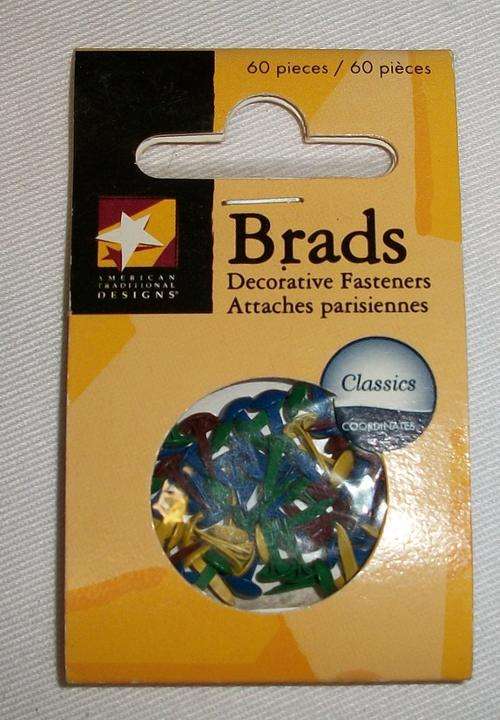 60 pieces / 60 pièces
AMERICAN
TRADITIONAL
DESIGNS®
Brads
Decorative Fasteners
Attaches parisiennes
Classics
COORDINATES